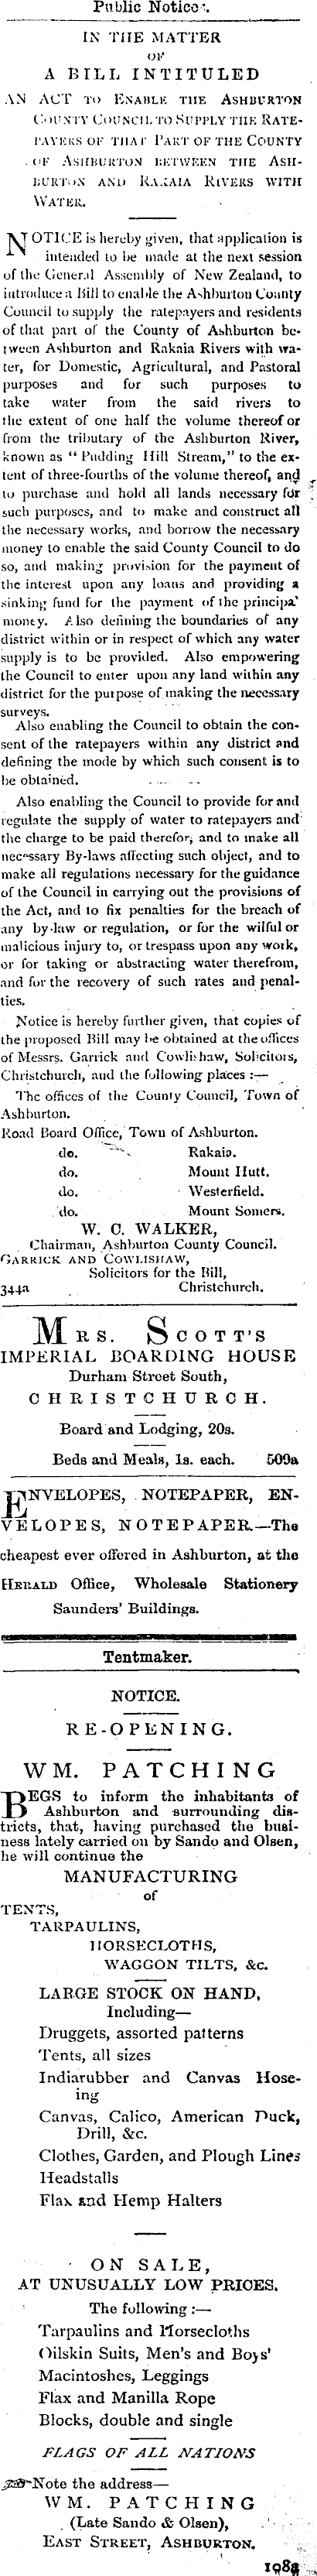 Public Notices.
IN THE MATTER
OF
A BILL INTITULED
AN ACT TO ENABLE THE ASHBURTON
COUNTY COUNCIL TO SUPPLY THE RATE-
PAYERS OF THAT PART OF THE COUNTY
OF ASHBURTON BETWEEN THE ASH-
BURTON AND RAKAIA RIVERS WITH
WATER.
NOTICE is hereby given, that application is
intended to be made at the next session
of the General Assembly of New Zealand, to
introduce a Bill to enable the Ashburton County
Council to supply the ratepayers and residents
of that part of the County of Ashburton be-
tween Ashburton and Rakaia Rivers with wa-
ter, for Domestic, Agricultural, and Pastoral
purposes and for such purposes to
take water from the said rivers to
the extent of one half the volume thereof or
from the tributary of the Ashburton River,
known as "Pudding Hill Stream," to the ex-
tent of three-fourths of the volume thereof, and
to purchase and hold all lands necessary for
such purposes, and to make and construct all
the necessary works, and borrow the necessary
money to enable the said County Council to do
so, and making provision for the payment of
the interest upon any loans and providing a
sinking fund for the payment of the principal
money. Also defining the boundaries of any
district within or in respect of which any water
supply is to be provided. Also empowering
the Council to enter upon any land within any
district for the purpose of making the necessary
surveys.
Also enabling the Council to obtain the con-
sent of the ratepayers within any district and
defining the mode by which such consent is to
be obtained.
Also enabling the Council to provide for and
regulate the supply of water to ratepayers and
the charge to be paid therefor, and to make all
necessary By-laws affecting such object, and to
make all regulations necessary for the guidance
of the Council in carrying out the provisions of
the Act, and to fix penalties for the breach of
any by-law or regulation, or for the wilful or
malicious injury to, or trespass upon any work,
or for taking or abstracting water therefrom,
and for the recovery of such rates and penal-
ties.
Notice is hereby further given, that copies of
the proposed Bill may be obtained at the offices
of Messrs. Garrick and Cowlishaw, Solicitors,
Christchurch, and the following places :—
The offices of the County Council, Town of
Ashburton.
Road Board Office, Town of Ashburton.
do. Rakaia.
do. Mount Hutt.
do. Westerfield.
do. Mount Somers.
W. C. WALKER,
Chairman, Ashburton County Council.
GARRICK AND COWLISHAW,
Solicitors for the Bill,
344a Christchurch.
MRS. SCOTT'S
IMPERIAL BOARDING HOUSE
Durham Street South,
CHRISTCHURCH.
Board and Lodging, 20s.
Beds and Meals, 1s. each. 509a
ENVELOPES, NOTEPAPER, EN-
VELOPES, NOTEPAPER.—The
cheapest ever offered in Ashburton, at the
HERALD Office, Wholesale Stationery
Saunders' Buildings.
Tentmaker.
NOTICE.
RE-OPENING.
WM. PATCHING
BEGS to inform the inhabitants of
Ashburton and surrounding dis-
tricts, that, having purchased the busi-
ness lately carried on by Sando and Olsen,
he will continue the
MANUFACTURING
of
TENTS,
TARPAULINS,
HORSECLOTHS,
WAGGON TILTS, &c.
LARGE STOCK ON HAND,
Including—
Druggets, assorted patterns
Tents, all sizes
Indiarubber and Canvas Hose-
ing
Canvas, Calico, American Duck,
Drill, &c.
Clothes, Garden, and Plough Lines
Headstalls
Flax and Hemp Halters
ON SALE,
AT UNUSUALLY LOW PRICES.
The following :—
Tarpaulins and Horsecloths
Oilskin Suits, Men's and Boys'
Macintoshes, Leggings
Flax and Manilla Rope
Blocks, double and single
FLAGS OF ALL NATIONS
☞Note the address—
WM. PATCHING
(Late Sando & Olsen),
EAST STREET, ASHBURTON.